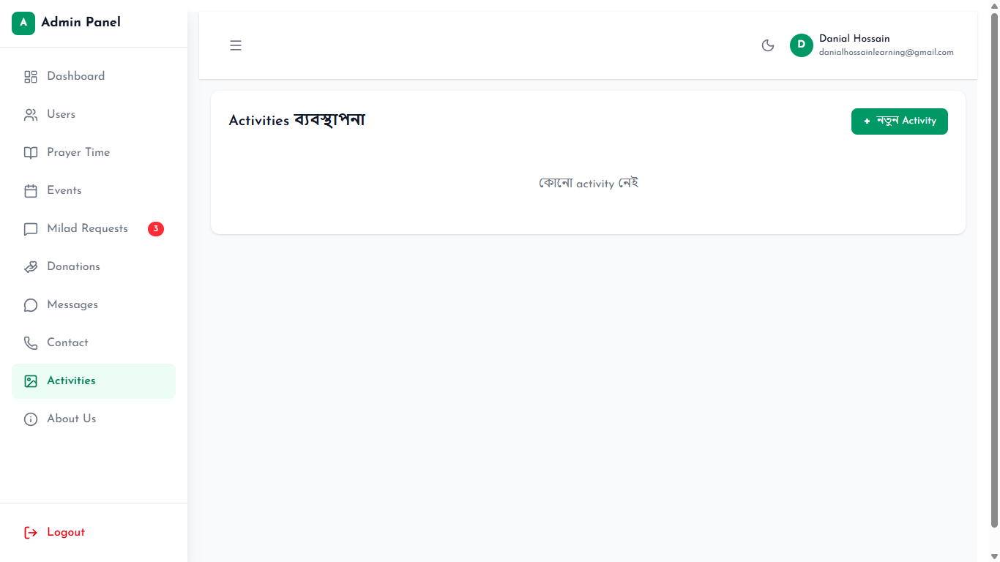 A Admin Panel
Dashboard
Users
Prayer Time
Events
Milad Requests 3
Donations
Messages
Contact
Activities
About Us
Logout
D Danial Hossain
danialhossainlearning@gmail.com
Activities ব্যবস্থাপনা
+ নতুন Activity
কোনো activity নেই